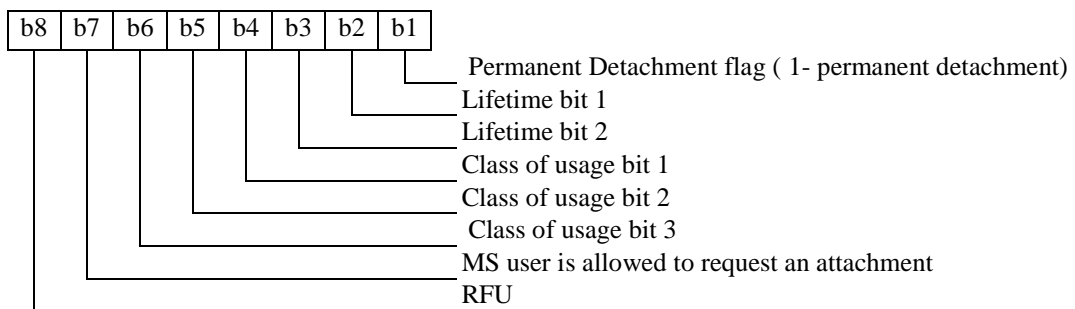 b8 b7 b6 b5 b4 b3 b2 b1
Permanent Detachment flag ( 1- permanent detachment)
Lifetime bit 1
Lifetime bit 2
Class of usage bit 1
Class of usage bit 2
Class of usage bit 3
MS user is allowed to request an attachment
RFU